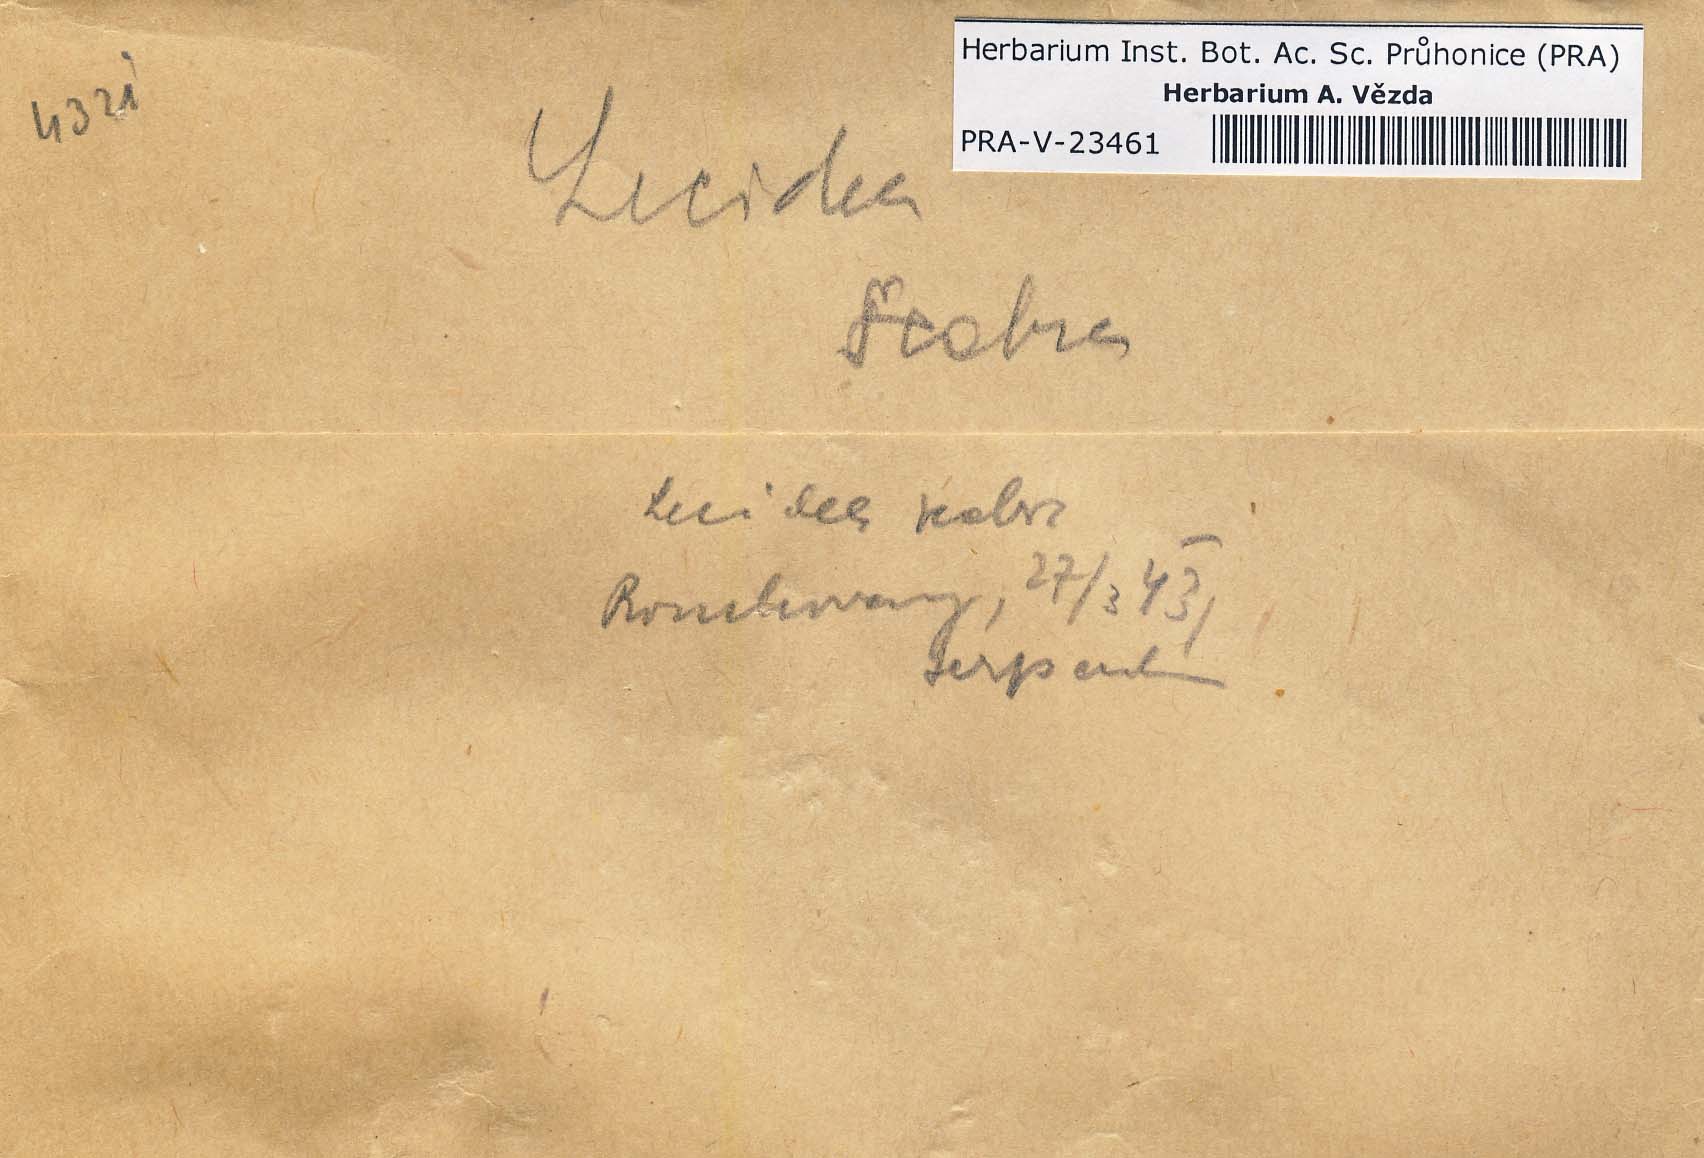 Herbarium Inst. Bot. Ac. Sc. Průhonice (PRA)
Herbarium A. Vězda
PRA-V-23461
4321
Lecidea
scabra
Lecidea scabra
27/3 43,
Serpentin